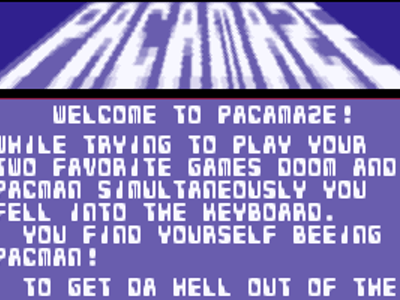 PACAMAZE
WELCOME TO PACAMAZE!
WHILE TRYING TO PLAY YOUR
TWO FAVORITE GAMES DOOM AND
PACMAN SIMULTANEOUSLY YOU
FELL INTO THE KEYBOARD.
YOU FIND YOURSELF BEEING
PACMAN!
TO GET DA HELL OUT OF THE